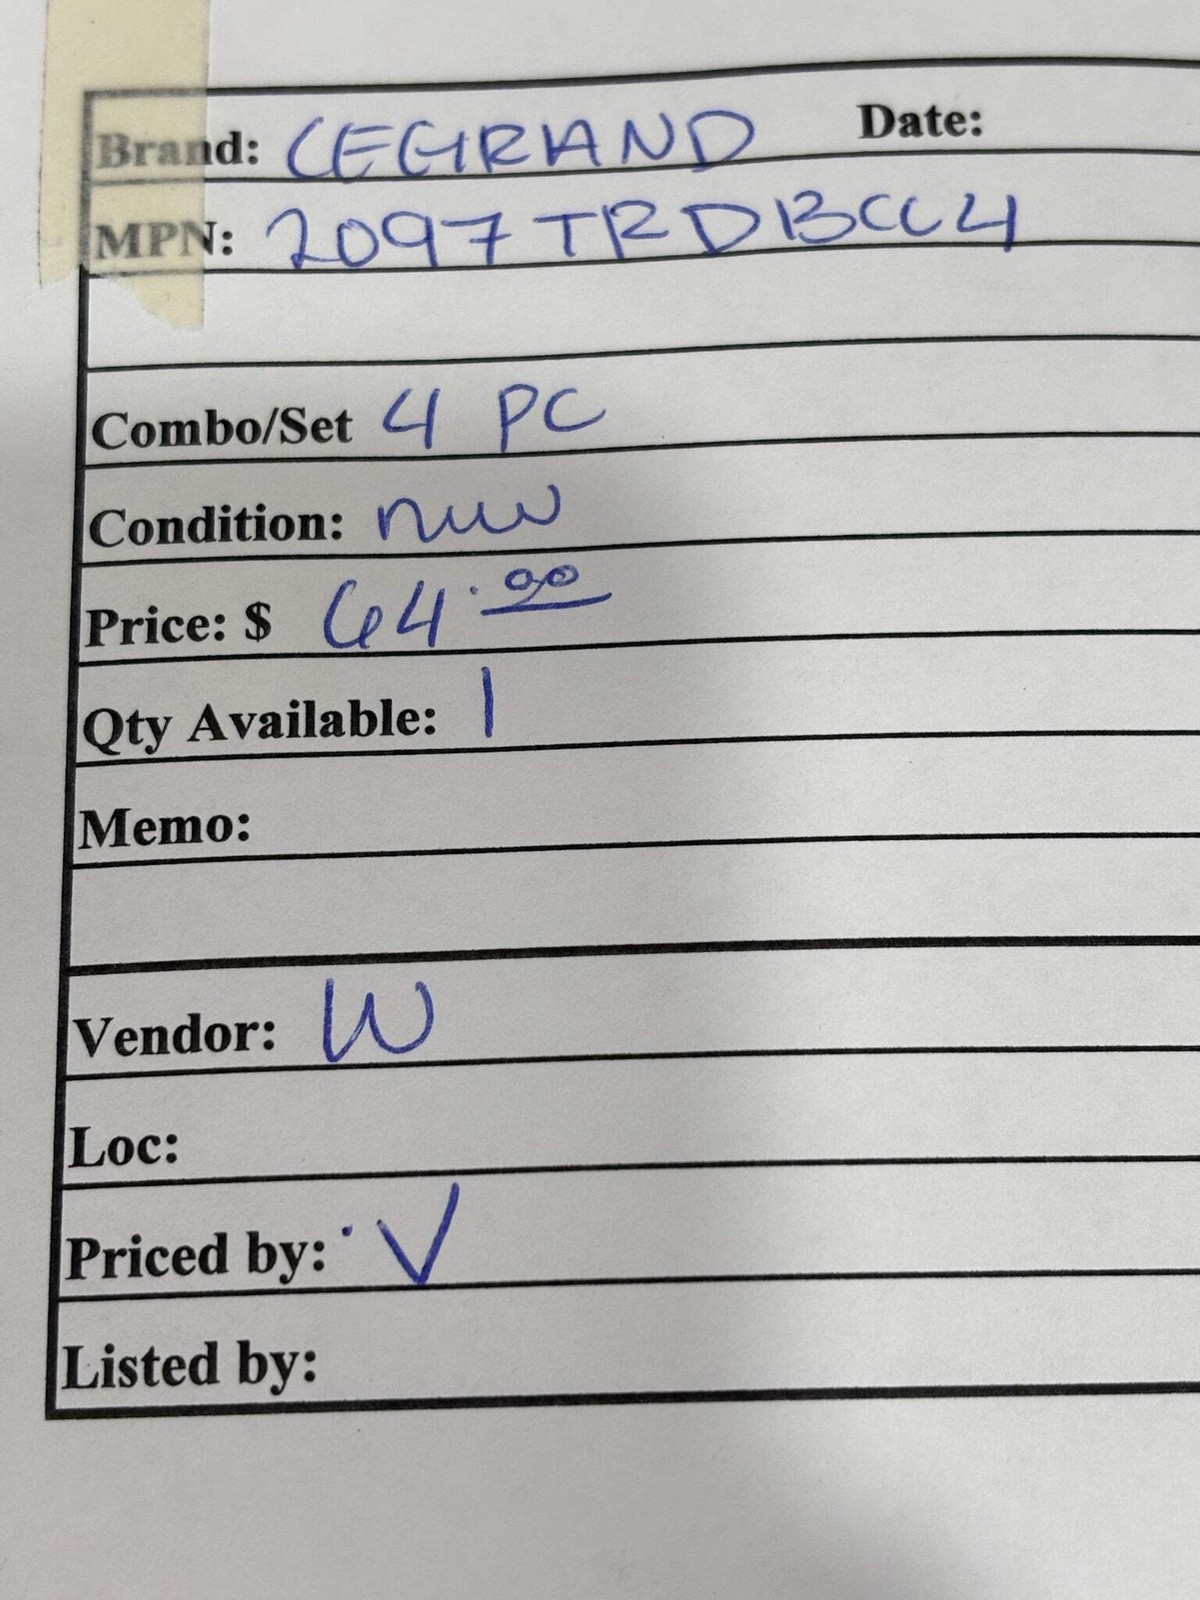 Brand: LEGRAND Date:
MPN: 2097TRDBCC4
Combo/Set 4 PC
Condition: new
Price: $ 64.00
Qty Available: 1
Memo:
Vendor: W
Loc:
Priced by: V
Listed by: